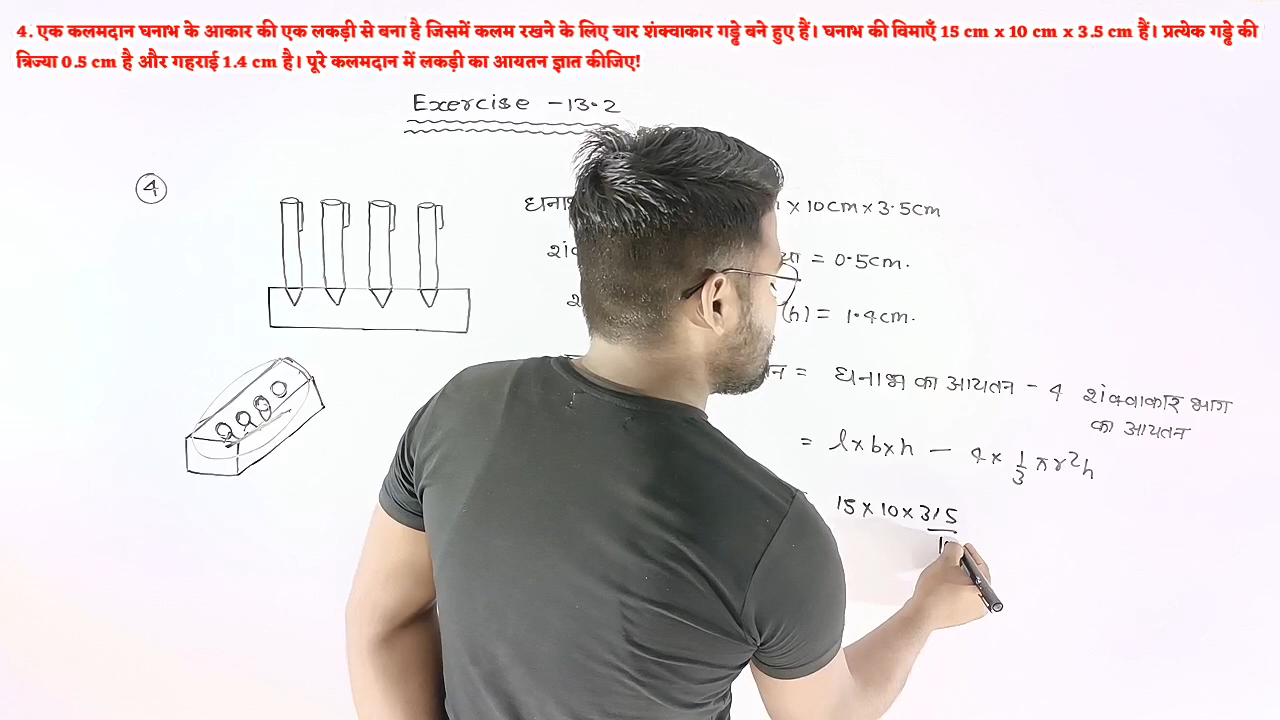 4. एक कलमदान घनाभ के आकार की एक लकड़ी से बना है जिसमें कलम रखने के लिए चार शंक्वाकार गड्ढे बने हुए हैं। घनाभ की विमाएँ 15 cm x 10 cm x 3.5 cm हैं। प्रत्येक गड्ढे की
त्रिज्या 0.5 cm है और गहराई 1.4 cm है। पूरे कलमदान में लकड़ी का आयतन ज्ञात कीजिए!
Exercise -13.2
4
x 10cm x 3.5cm
= 0.5cm.
(h) = 1.4cm.
= घनाभ का आयतन - 4 शंक्वाकार भाग
का आयतन
= l x b x h - 4 x 1/3 πr²h
15 x 10 x 3.5